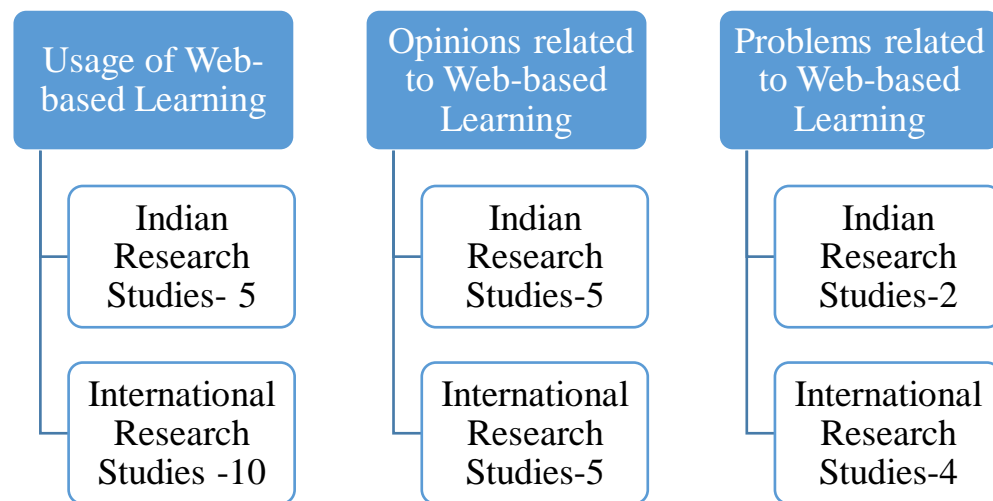 Usage of Web-
based Learning
Indian
Research
Studies- 5
International
Research
Studies -10
Opinions related
to Web-based
Learning
Indian
Research
Studies-5
International
Research
Studies-5
Problems related
to Web-based
Learning
Indian
Research
Studies-2
International
Research
Studies-4